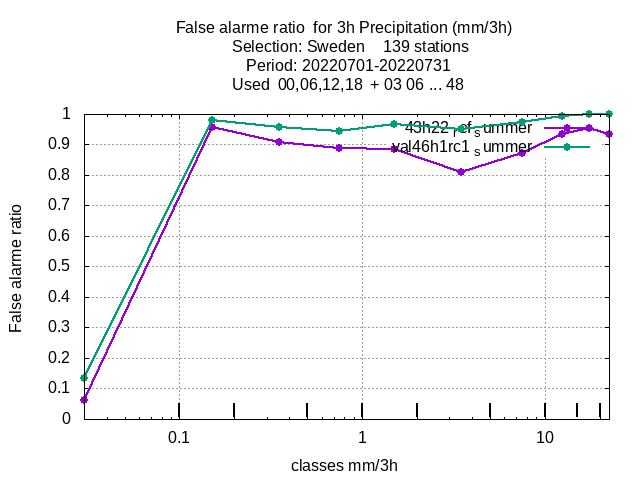 False alarme ratio for 3h Precipitation (mm/3h)
Selection: Sweden 139 stations
Period: 20220701-20220731
Used 00,06,12,18 + 03 06 ... 48
1
0.9
0.8
0.7
0.6
0.5
0.4
0.3
0.2
0.1
0
False alarme ratio
val46h1rc1 summer
0.1
1
10
classes mm/3h